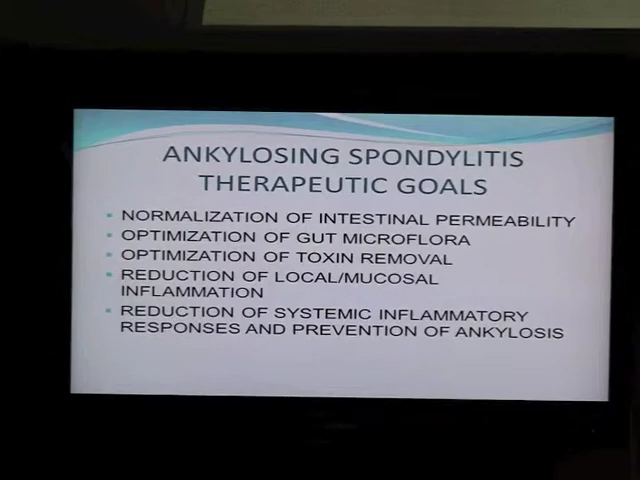 ANKYLOSING SPONDYLITIS
THERAPEUTIC GOALS
NORMALIZATION OF INTESTINAL PERMEABILITY
OPTIMIZATION OF GUT MICROFLORA
OPTIMIZATION OF TOXIN REMOVAL
REDUCTION OF LOCAL/MUCOSAL
INFLAMMATION
REDUCTION OF SYSTEMIC INFLAMMATORY
RESPONSES AND PREVENTION OF ANKYLOSIS